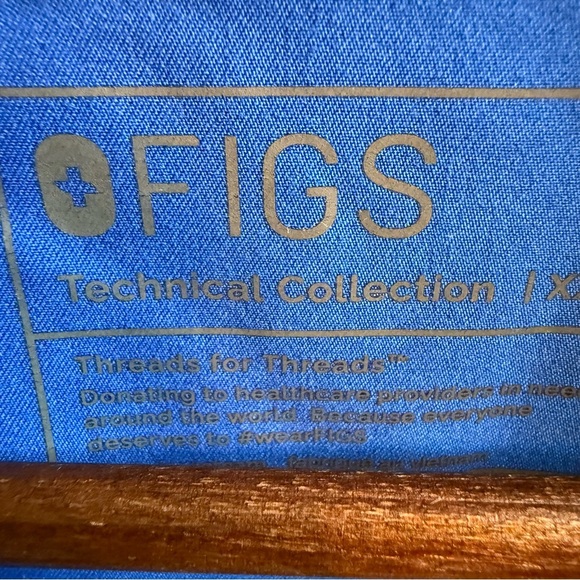 FIGS
Technical Collection | X
Threads for Threads™
Donating to healthcare providers in need
around the world. Because everyone
deserves to #wearFIGS